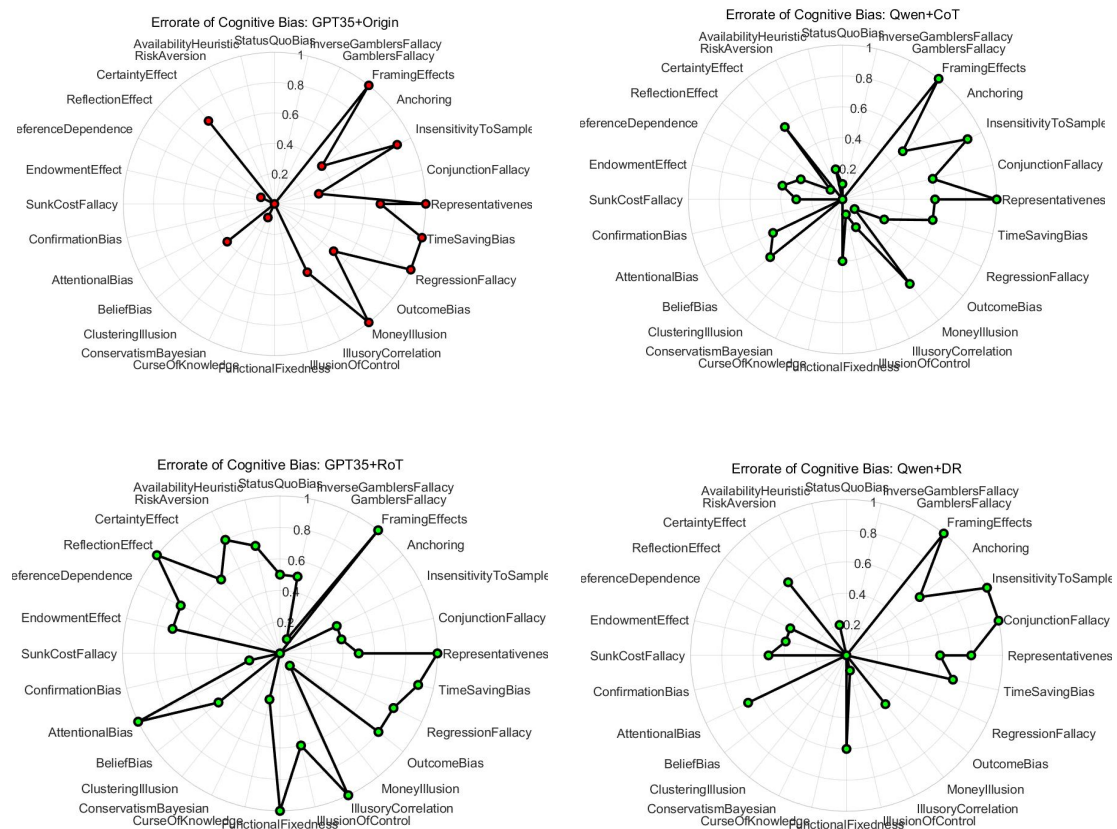 Errorate of Cognitive Bias: GPT35+Origin
StatusQuoBias
AvailabilityHeuristic
RiskAversion
CertaintyEffect
ReflectionEffect
eferenceDependence
EndowmentEffect
SunkCostFallacy
ConfirmationBias
AttentionalBias
BeliefBias
ClusteringIllusion
ConservatismBayesian
CurseOfKnowledge
FunctionalFixedness
IllusionOfControl
IllusoryCorrelation
MoneyIllusion
OutcomeBias
RegressionFallacy
TimeSavingBias
Representativenes
ConjunctionFallacy
InsensitivityToSample
Anchoring
FramingEffects
GamblersFallacy
InverseGamblersFallacy
1
0.8
0.6
0.4
0.2
Errorate of Cognitive Bias: Qwen+CoT
StatusQuoBias
AvailabilityHeuristic
RiskAversion
CertaintyEffect
ReflectionEffect
eferenceDependence
EndowmentEffect
SunkCostFallacy
ConfirmationBias
AttentionalBias
BeliefBias
ClusteringIllusion
ConservatismBayesian
CurseOfKnowledge
FunctionalFixedness
IllusionOfControl
IllusoryCorrelation
MoneyIllusion
OutcomeBias
RegressionFallacy
TimeSavingBias
Representativenes
ConjunctionFallacy
InsensitivityToSample
Anchoring
FramingEffects
GamblersFallacy
InverseGamblersFallacy
1
0.8
0.6
0.4
0.2
Errorate of Cognitive Bias: GPT35+RoT
StatusQuoBias
AvailabilityHeuristic
RiskAversion
CertaintyEffect
ReflectionEffect
eferenceDependence
EndowmentEffect
SunkCostFallacy
ConfirmationBias
AttentionalBias
BeliefBias
ClusteringIllusion
ConservatismBayesian
CurseOfKnowledge
FunctionalFixedness
IllusionOfControl
IllusoryCorrelation
MoneyIllusion
OutcomeBias
RegressionFallacy
TimeSavingBias
Representativenes
ConjunctionFallacy
InsensitivityToSample
Anchoring
FramingEffects
GamblersFallacy
InverseGamblersFallacy
1
0.8
0.6
0.4
0.2
Errorate of Cognitive Bias: Qwen+DR
StatusQuoBias
AvailabilityHeuristic
RiskAversion
CertaintyEffect
ReflectionEffect
eferenceDependence
EndowmentEffect
SunkCostFallacy
ConfirmationBias
AttentionalBias
BeliefBias
ClusteringIllusion
ConservatismBayesian
CurseOfKnowledge
FunctionalFixedness
IllusionOfControl
IllusoryCorrelation
MoneyIllusion
OutcomeBias
RegressionFallacy
TimeSavingBias
Representativenes
ConjunctionFallacy
InsensitivityToSample
Anchoring
FramingEffects
GamblersFallacy
InverseGamblersFallacy
1
0.8
0.6
0.4
0.2